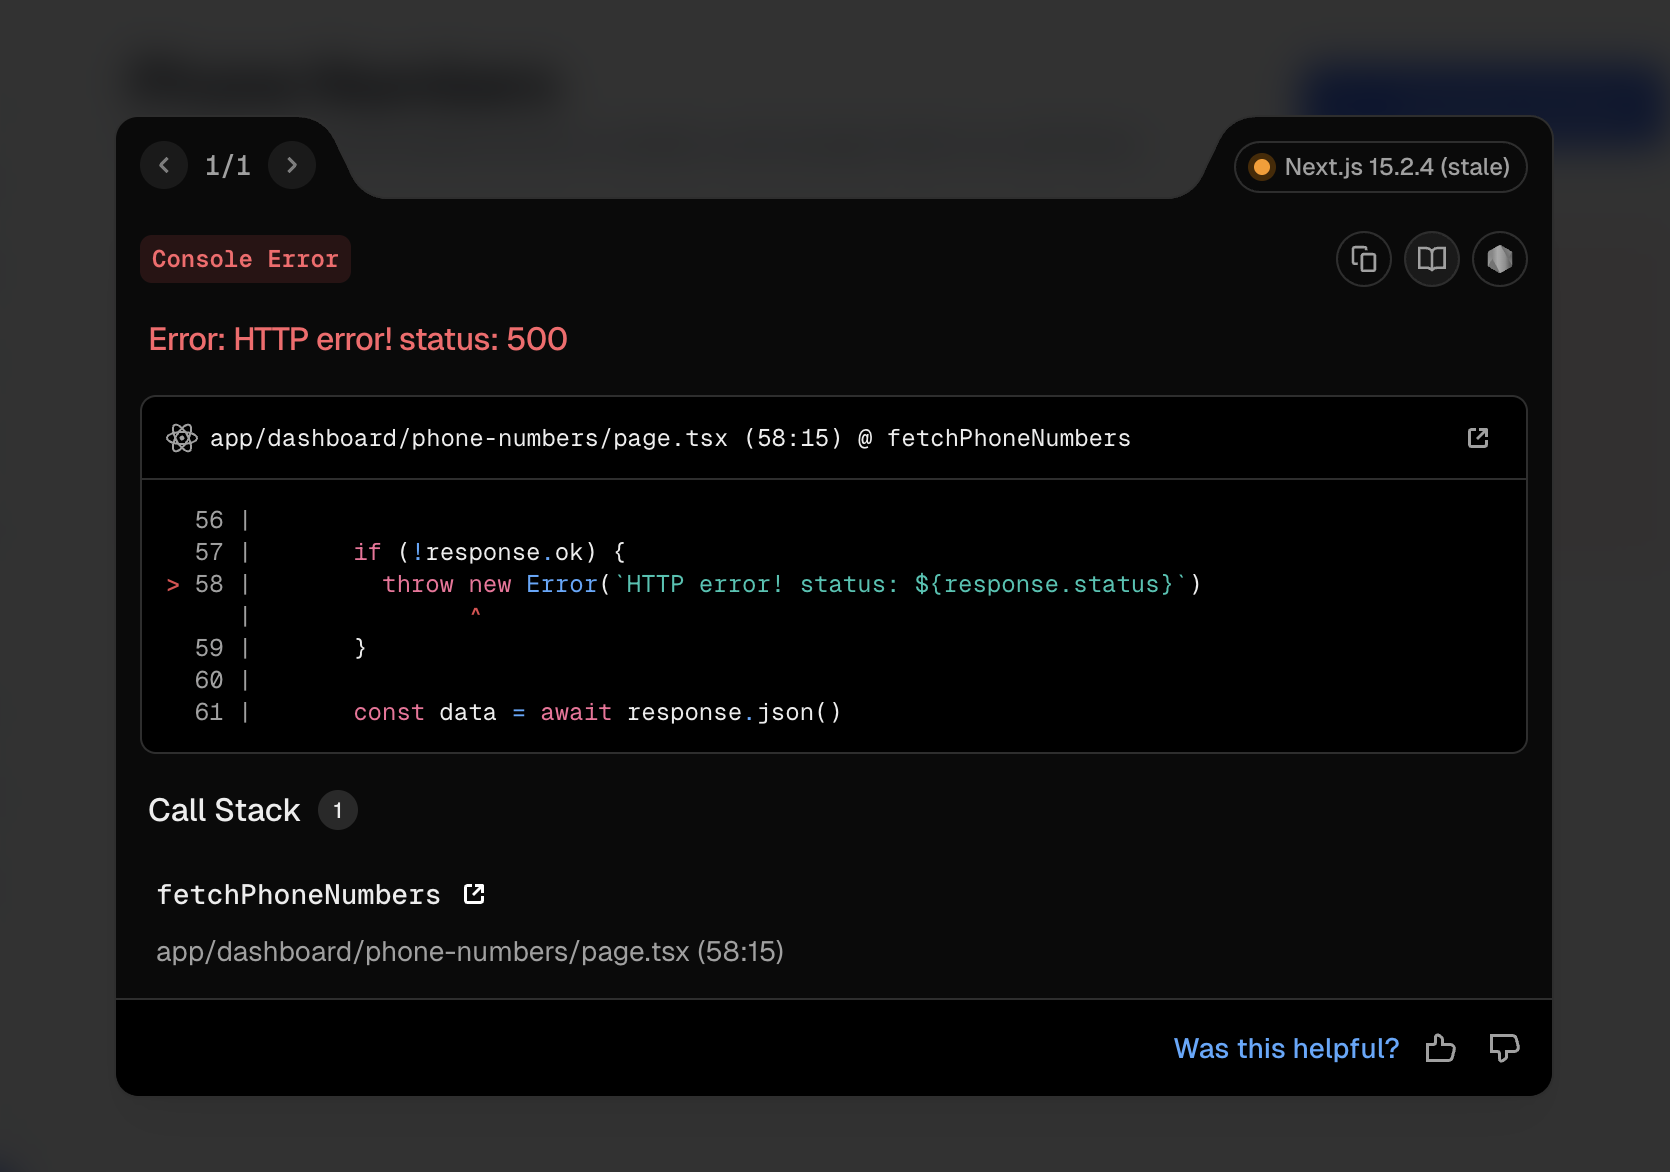 1/1
Next.js 15.2.4 (stale)
Console Error
Error: HTTP error! status: 500
app/dashboard/phone-numbers/page.tsx (58:15) @ fetchPhoneNumbers
56 |
57 |       if (!response.ok) {
> 58 |         throw new Error(`HTTP error! status: ${response.status}`)
|               ^
59 |       }
60 |
61 |       const data = await response.json()
Call Stack 1
fetchPhoneNumbers
app/dashboard/phone-numbers/page.tsx (58:15)
Was this helpful?